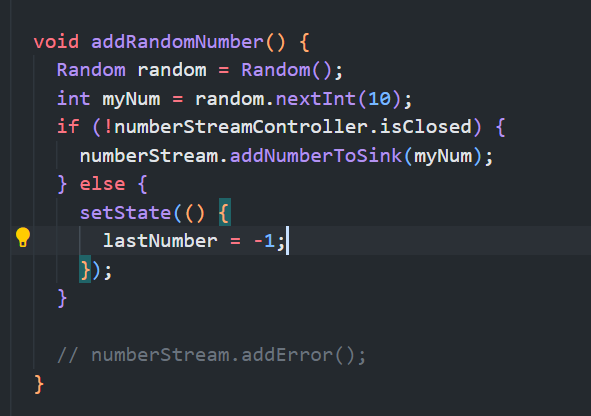 void addRandomNumber() {
Random random = Random();
int myNum = random.nextInt(10);
if (!numberStreamController.isClosed) {
numberStream.addNumberToSink(myNum);
} else {
setState(() {
lastNumber = -1;
});
}
// numberStream.addError();
}